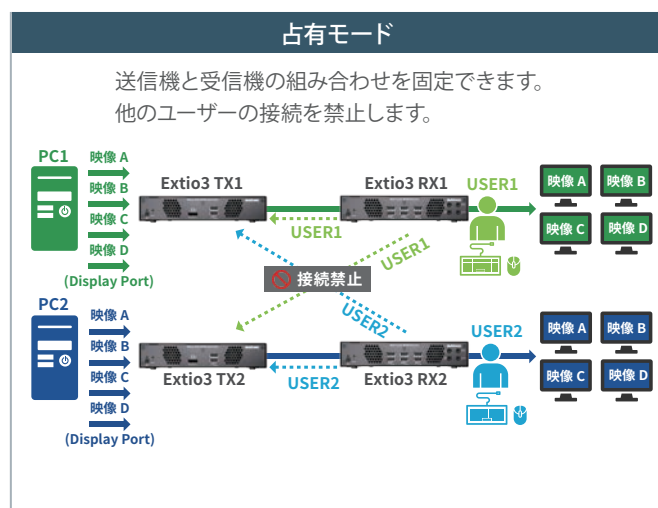 占有モード
送信機と受信機の組み合わせを固定できます。
他のユーザーの接続を禁止します。
PC1
映像 A
映像 B
映像 C
映像 D
(Display Port)
Extio3 TX1
Extio3 RX1
USER1
USER1
USER1
映像 A
映像 B
映像 C
映像 D
接続禁止
PC2
映像 A
映像 B
映像 C
映像 D
(Display Port)
USER2
Extio3 TX2
USER2
Extio3 RX2
USER2
映像 A
映像 B
映像 C
映像 D